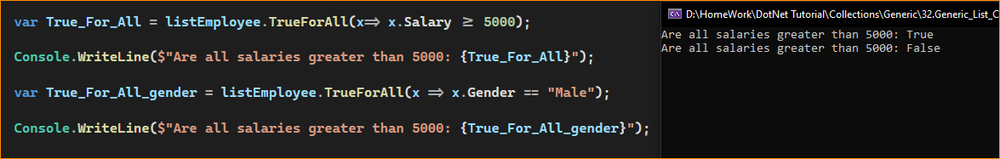 var True_For_All = listEmployee.TrueForAll(x=> x.Salary ≥ 5000);
Console.WriteLine($"Are all salaries greater than 5000: {True_For_All}");
var True_For_All_gender = listEmployee.TrueForAll(x => x.Gender == "Male");
Console.WriteLine($"Are all salaries greater than 5000: {True_For_All_gender}");
D:\HomeWork\DotNet Tutorial\Collections\Generic\32.Generic_List_C
Are all salaries greater than 5000: True
Are all salaries greater than 5000: False